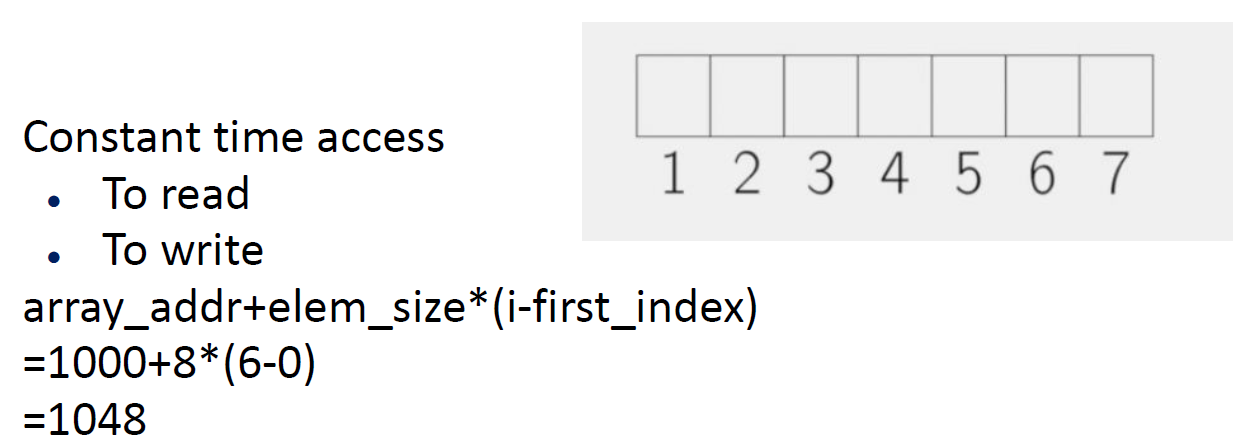 Constant time access
• To read
• To write
array_addr+elem_size*(i-first_index)
=1000+8*(6-0)
=1048
1 2 3 4 5 6 7